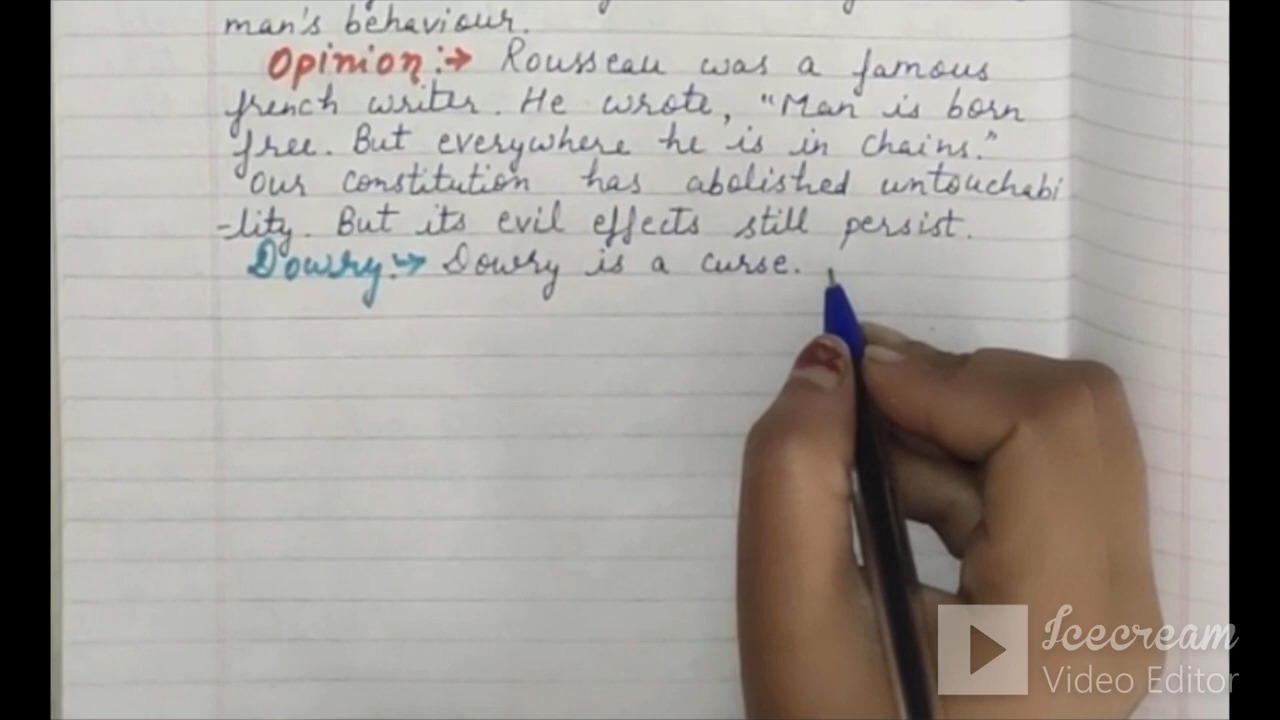 man's behaviour.
Opinion :→ Rousseau was a famous
french writer. He wrote, "Man is born
free. But everywhere he is in chains."
Our constitution has abolished untouchabi
-lity. But its evil effects still persist.
Dowry :→ Dowry is a curse.
Icecream
Video Editor